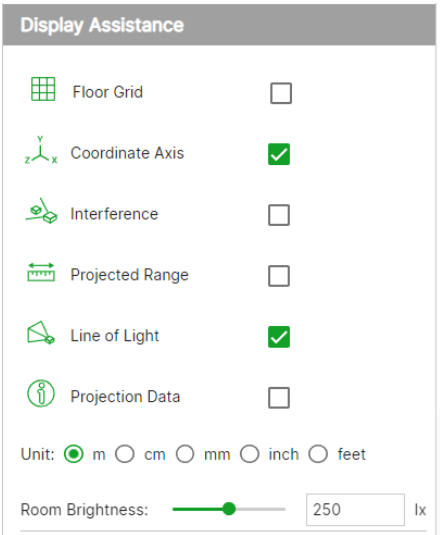 Display Assistance
Floor Grid
Y
Z X Coordinate Axis
Interference
Projected Range
Line of Light
Projection Data
Unit: m cm mm inch feet
Room Brightness: 250 lx